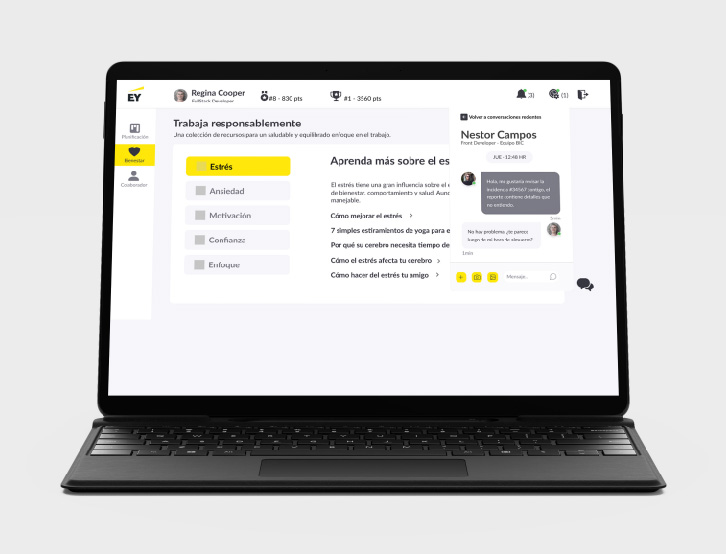 EY
Regina Cooper
FullStack Developer
#8 - 830 pts
#1 - 3560 pts
(3)
(1)
Planificación
Bienestar
Colaborador
Trabaja responsablemente
Una colección de recursos para un saludable y equilibrado enfoque en el trabajo.
Estrés
Ansiedad
Motivación
Confianza
Enfoque
Aprenda más sobre el es
El estrés tiene una gran influencia sobre el
de bienestar, comportamiento y salud. Aun
manejable.
Cómo mejorar el estrés >
7 simples estiramientos de yoga para e
Por qué su cerebro necesita tiempo de
Cómo el estrés afecta tu cerebro >
Cómo hacer del estrés tu amigo >
Volver a conversaciones recientes
Nestor Campos
Front Developer - Equipo BIC
JUE - 12:48 HR
Hola, me gustaría revisar la
incidencia #34567 contigo, el
reporte contiene detalles que
no entiendo.
No hay problema ¿te parece
luego de mi hora de almuerzo?
1min
Mensaje..